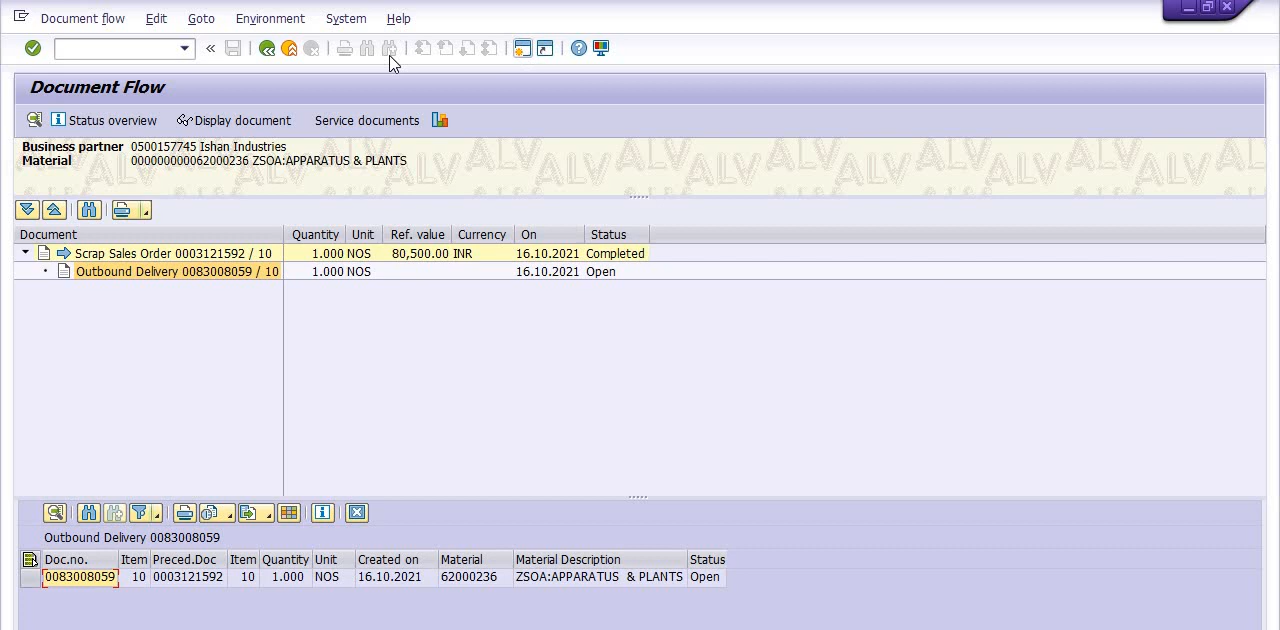 Document flow Edit Goto Environment System Help
Document Flow
Status overview Display document Service documents
Business partner 0500157745 Ishan Industries
Material 000000000062000236 ZSOA:APPARATUS & PLANTS
Document Quantity Unit Ref. value Currency On Status
Scrap Sales Order 0003121592 / 10 1.000 NOS 80,500.00 INR 16.10.2021 Completed
Outbound Delivery 0083008059 / 10 1.000 NOS 16.10.2021 Open
Outbound Delivery 0083008059
Doc.no. Item Preced.Doc Item Quantity Unit Created on Material Material Description Status
0083008059 10 0003121592 10 1.000 NOS 16.10.2021 62000236 ZSOA:APPARATUS & PLANTS Open